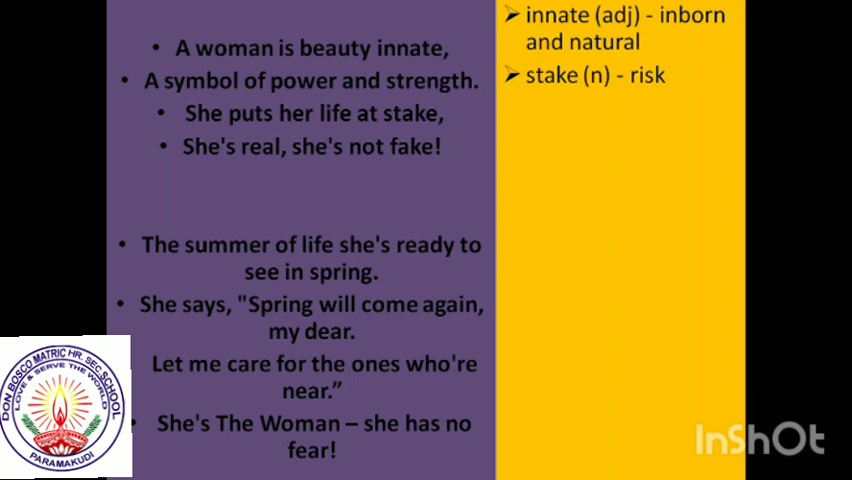 • A woman is beauty innate,
• A symbol of power and strength.
• She puts her life at stake,
• She's real, she's not fake!
• The summer of life she's ready to
see in spring.
• She says, "Spring will come again,
my dear.
Let me care for the ones who're
near.”
• She's The Woman – she has no
fear!
➢ innate (adj) - inborn
and natural
➢ stake (n) - risk
DON BOSCO MATRIC HR. SEC. SCHOOL
LOVE & SERVE THE WORLD
PARAMAKUDI
InShOt